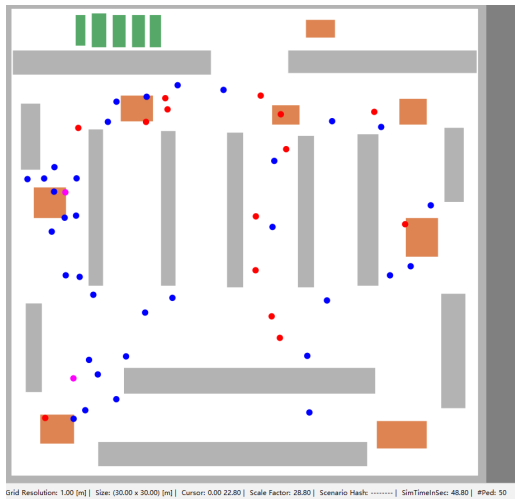 Grid Resolution: 1.00 [m] | Size: (30.00 x 30.00) [m] | Cursor: 0.00 22.80 | Scale Factor: 28.80 | Scenario Hash: -------- | SimTimeInSec: 48.80 | #Ped: 50